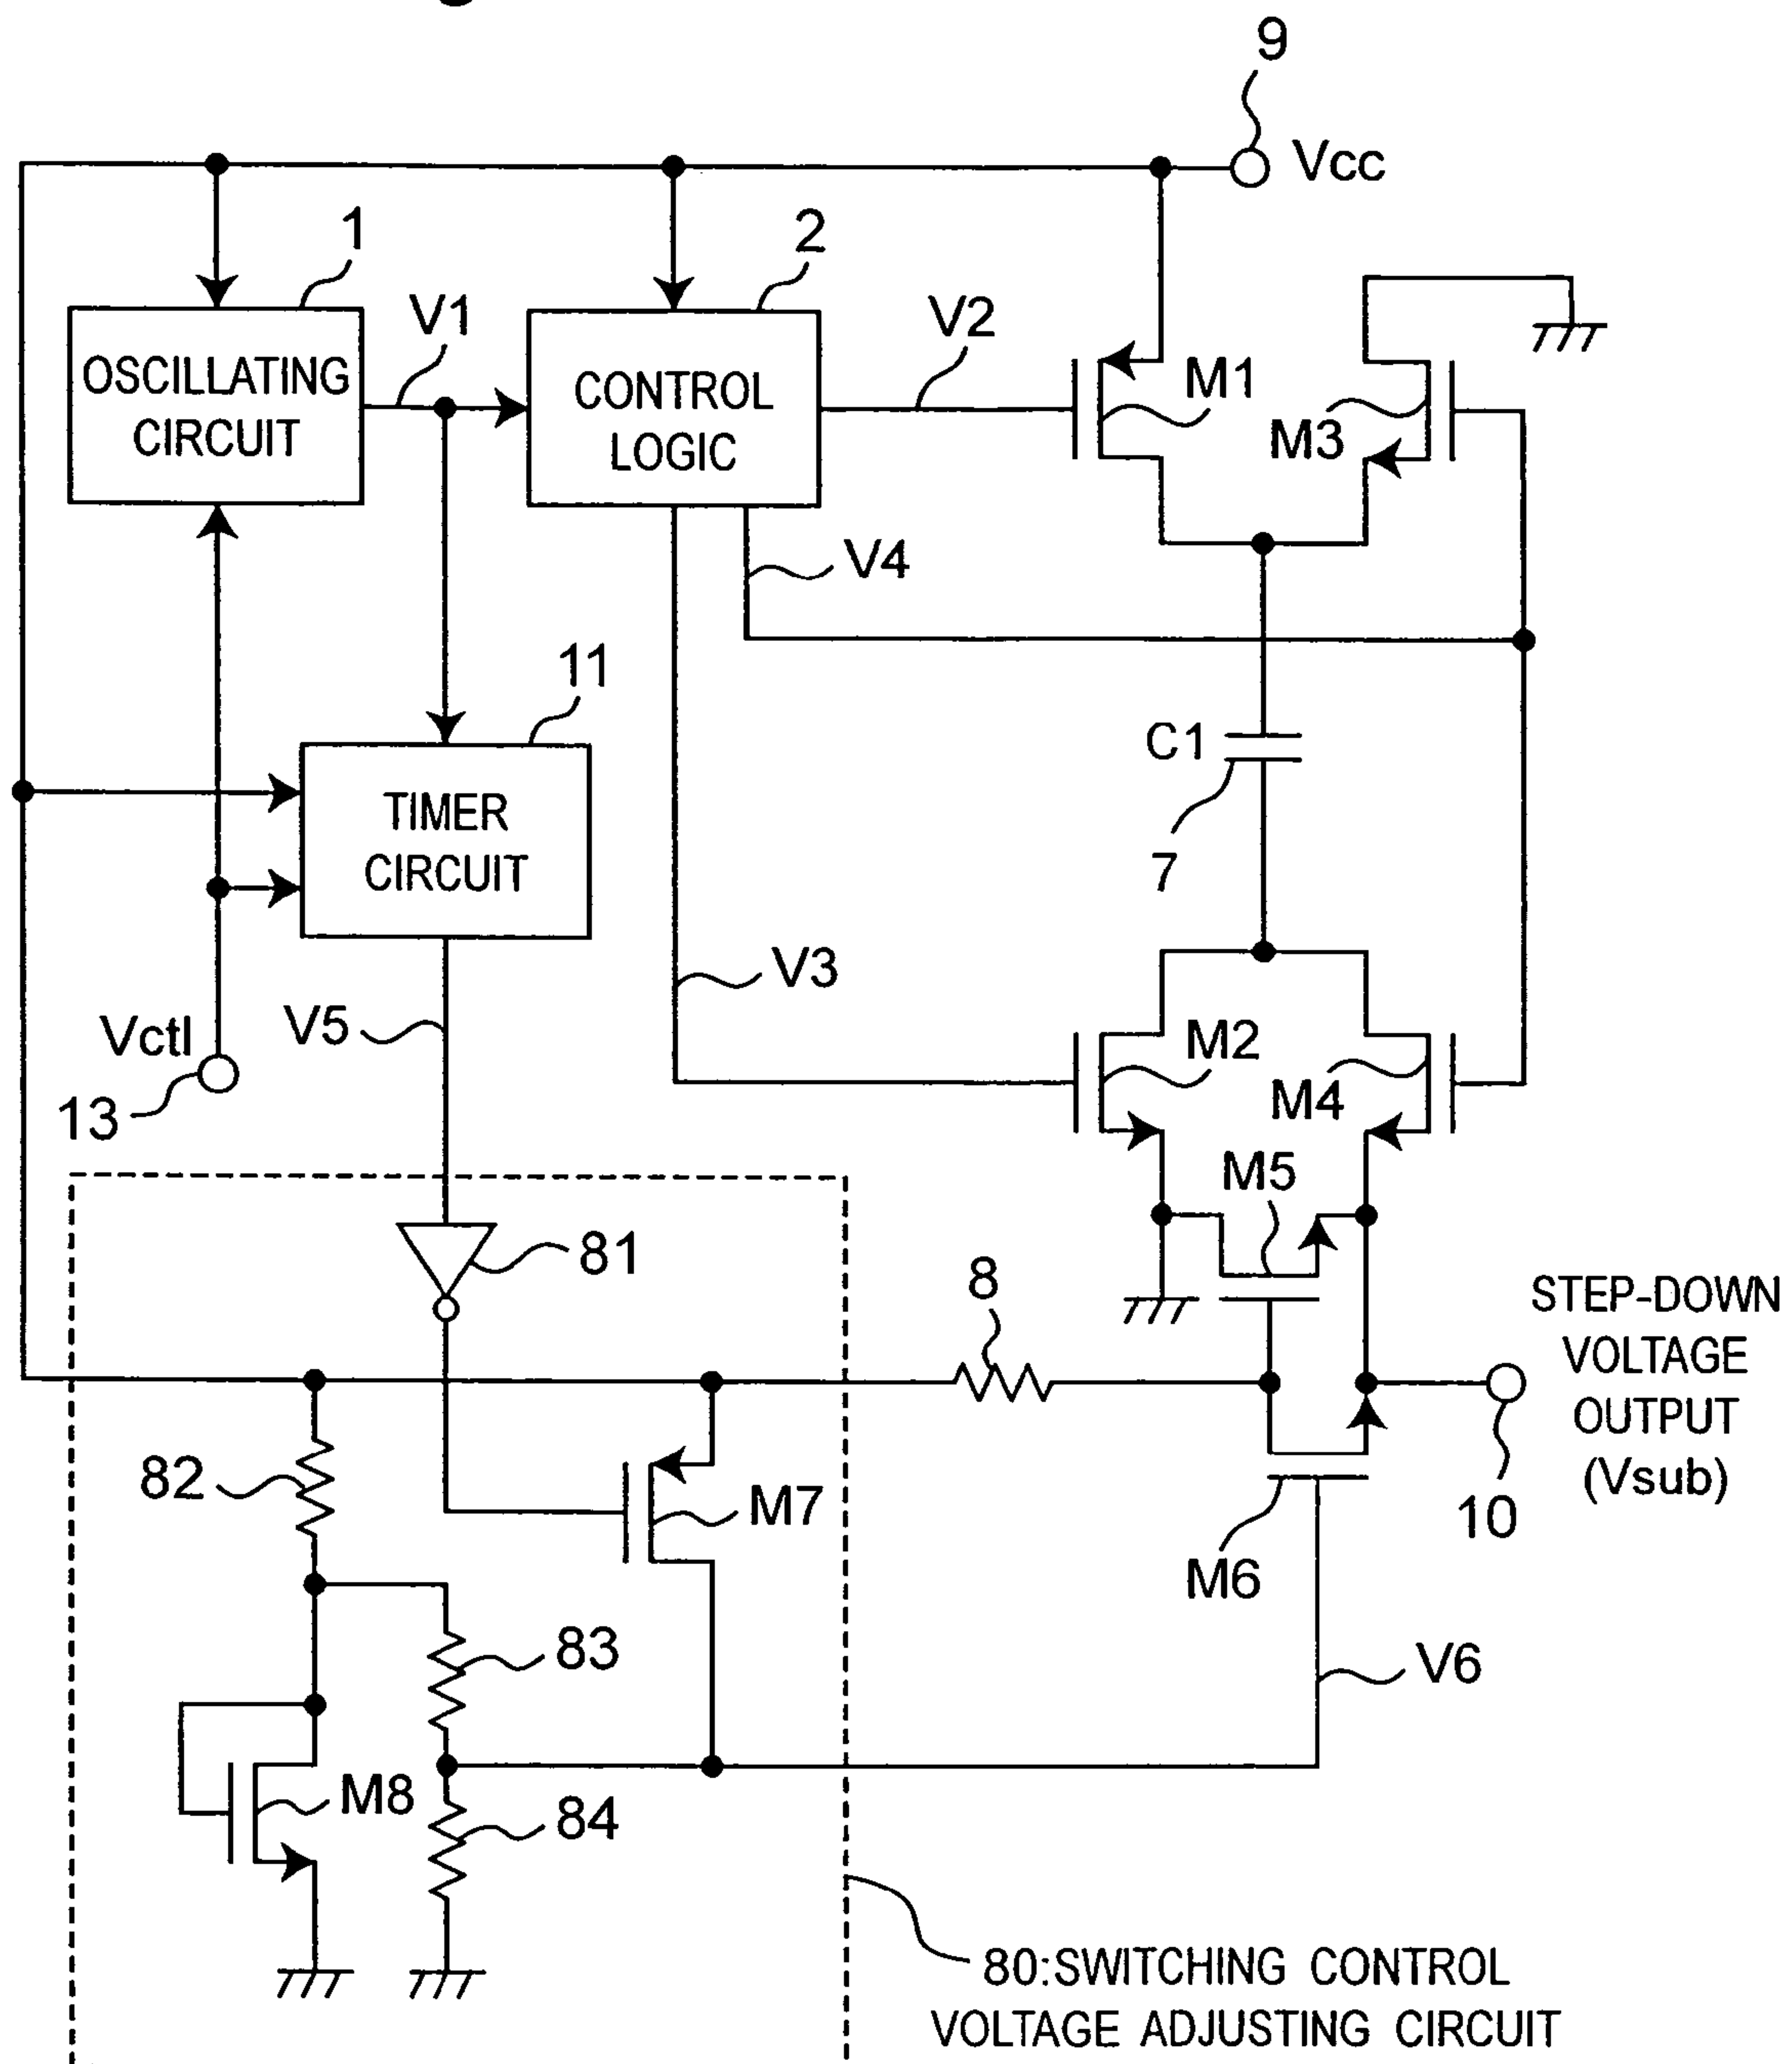 9
Vcc
1
2
V1
V2
OSCILLATING
CIRCUIT
CONTROL
LOGIC
M1
M3
V4
11
C1
TIMER
CIRCUIT
7
V3
V5
Vctl
M2
13
M4
M5
81
8
STEP-DOWN
VOLTAGE
OUTPUT
(Vsub)
82
M7
10
M6
83
V6
M8
84
80:SWITCHING CONTROL
VOLTAGE ADJUSTING CIRCUIT